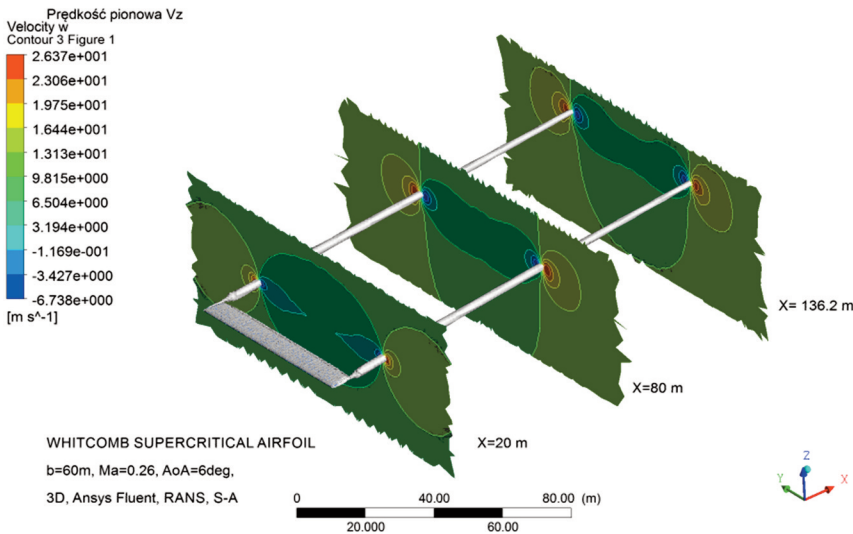 Prędkość pionowa Vz
Velocity w
Contour 3 Figure 1
2.637e+001
2.306e+001
1.975e+001
1.644e+001
1.313e+001
9.815e+000
6.504e+000
3.194e+000
-1.169e-001
-3.427e+000
-6.738e+000
[m s^-1]
X= 136.2 m
X=80 m
X=20 m
WHITCOMB SUPERCRITICAL AIRFOIL
b=60m, Ma=0.26, AoA=6deg,
3D, Ansys Fluent, RANS, S-A
0 40.00 80.00 (m)
20.000 60.00
Z
Y X